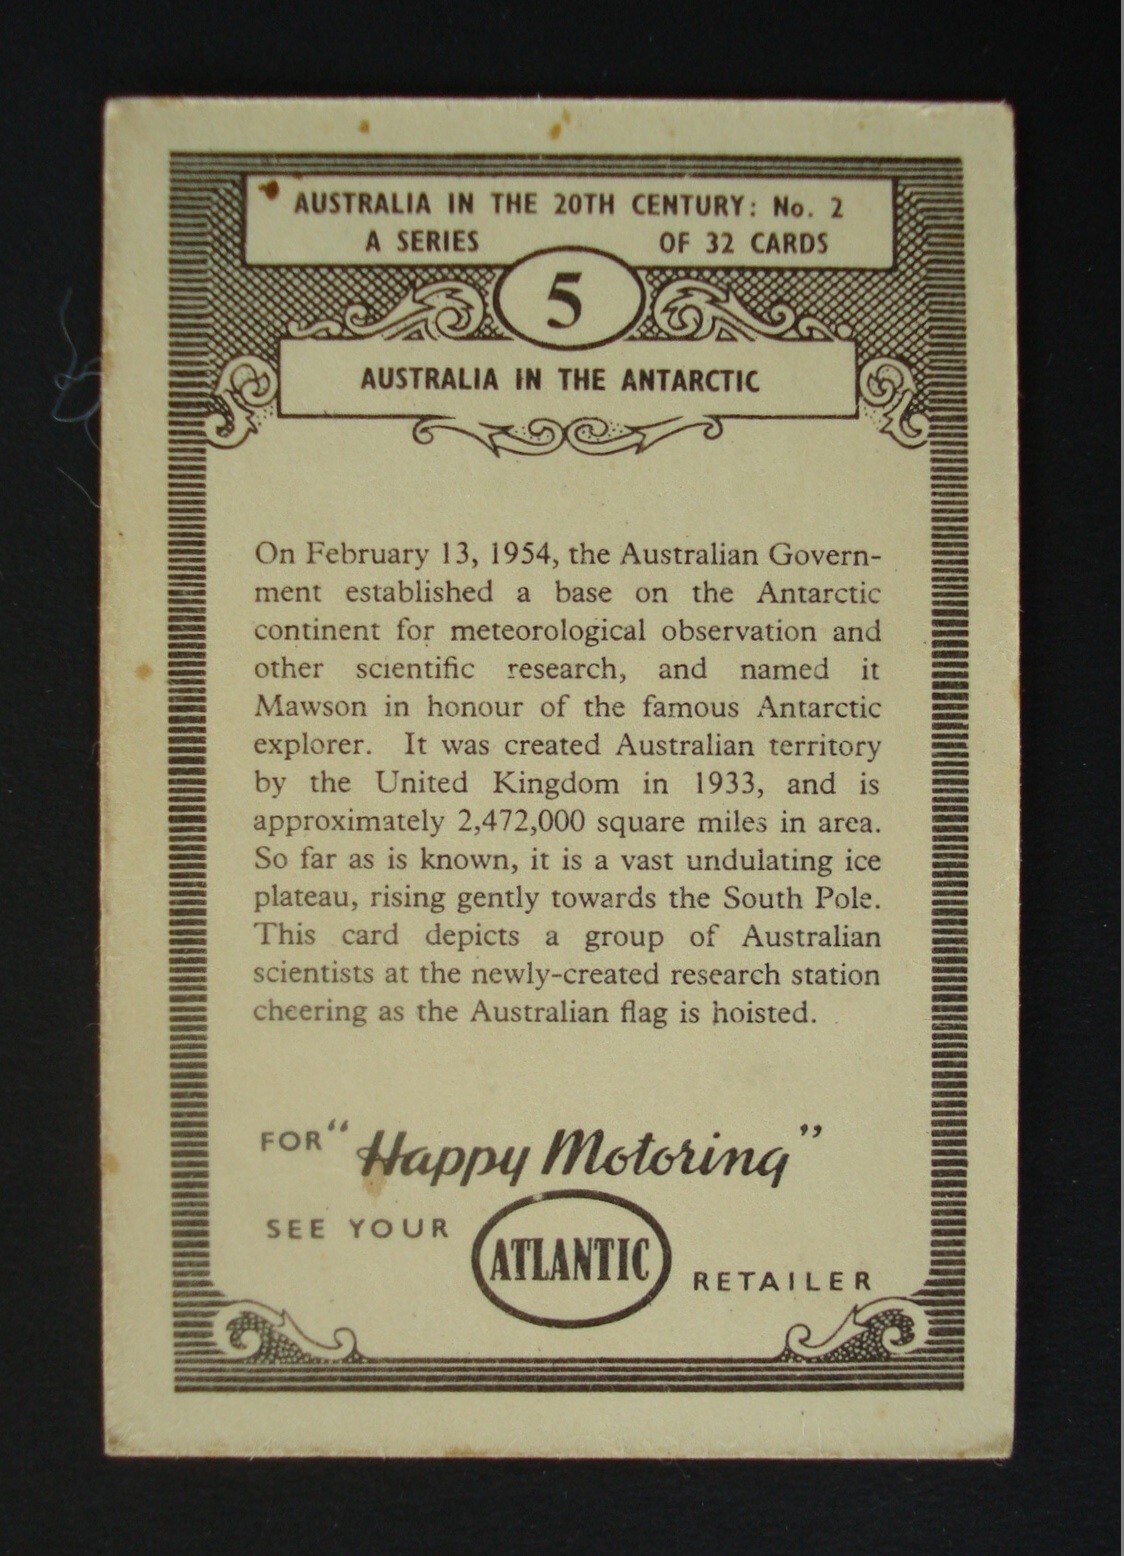 AUSTRALIA IN THE 20TH CENTURY: No. 2
A SERIES OF 32 CARDS
5
AUSTRALIA IN THE ANTARCTIC
On February 13, 1954, the Australian Govern-
ment established a base on the Antarctic
continent for meteorological observation and
other scientific research, and named it
Mawson in honour of the famous Antarctic
explorer. It was created Australian territory
by the United Kingdom in 1933, and is
approximately 2,472,000 square miles in area.
So far as is known, it is a vast undulating ice
plateau, rising gently towards the South Pole.
This card depicts a group of Australian
scientists at the newly-created research station
cheering as the Australian flag is hoisted.
FOR "Happy Motoring"
SEE YOUR ATLANTIC RETAILER